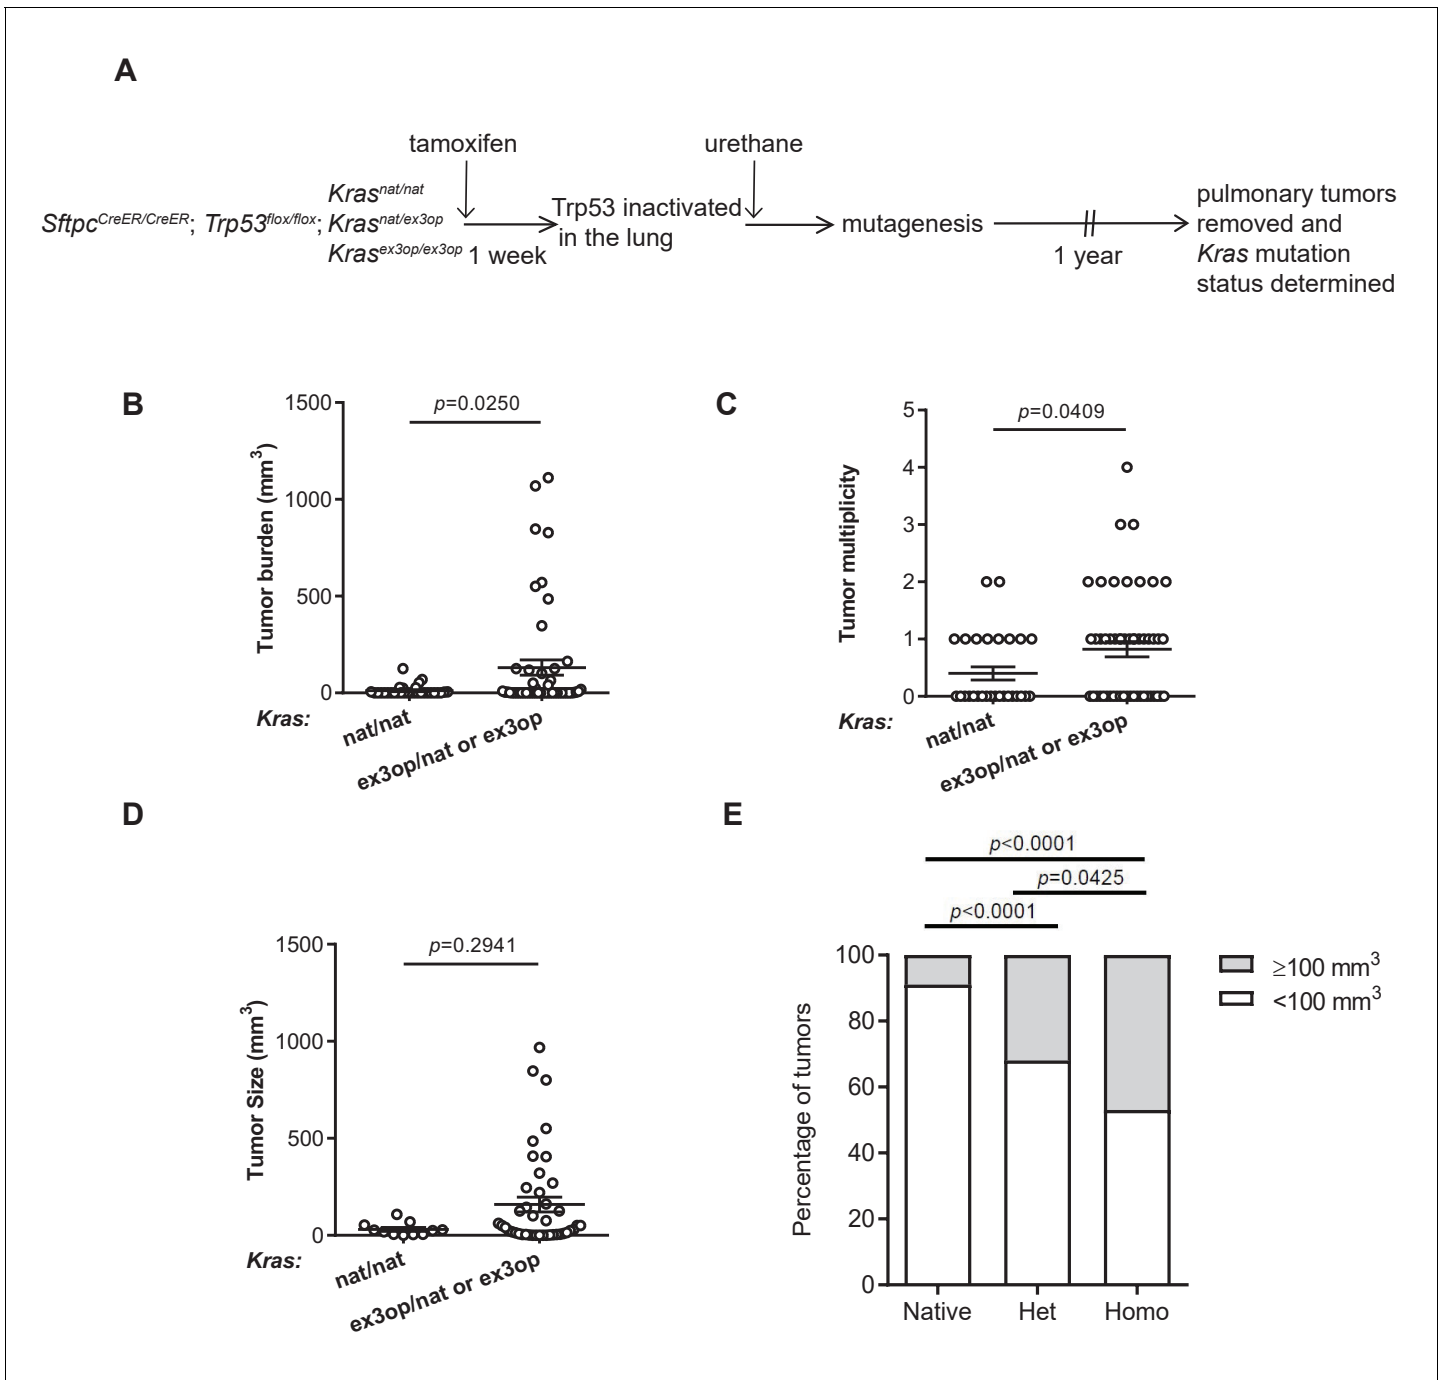 A
tamoxifen
urethane
Kras^nat/nat
Sftpc^CreER/CreER; Trp53^flox/flox; Kras^nat/ex3op
Kras^ex3op/ex3op
1 week
Trp53 inactivated
in the lung
mutagenesis
1 year
pulmonary tumors
removed and
Kras mutation
status determined
B
Tumor burden (mm³)
1500
1000
500
0
p=0.0250
Kras:
nat/nat
ex3op/nat or ex3op
C
Tumor multiplicity
5
4
3
2
1
0
p=0.0409
Kras:
nat/nat
ex3op/nat or ex3op
D
Tumor Size (mm³)
1500
1000
500
0
p=0.2941
Kras:
nat/nat
ex3op/nat or ex3op
E
p<0.0001
p=0.0425
p<0.0001
Percentage of tumors
100
80
60
40
20
0
Native
Het
Homo
≥100 mm³
<100 mm³